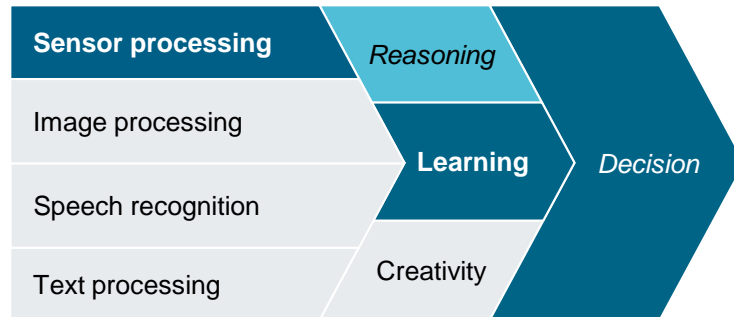 Sensor processing
Image processing
Speech recognition
Text processing
Reasoning
Learning
Creativity
Decision